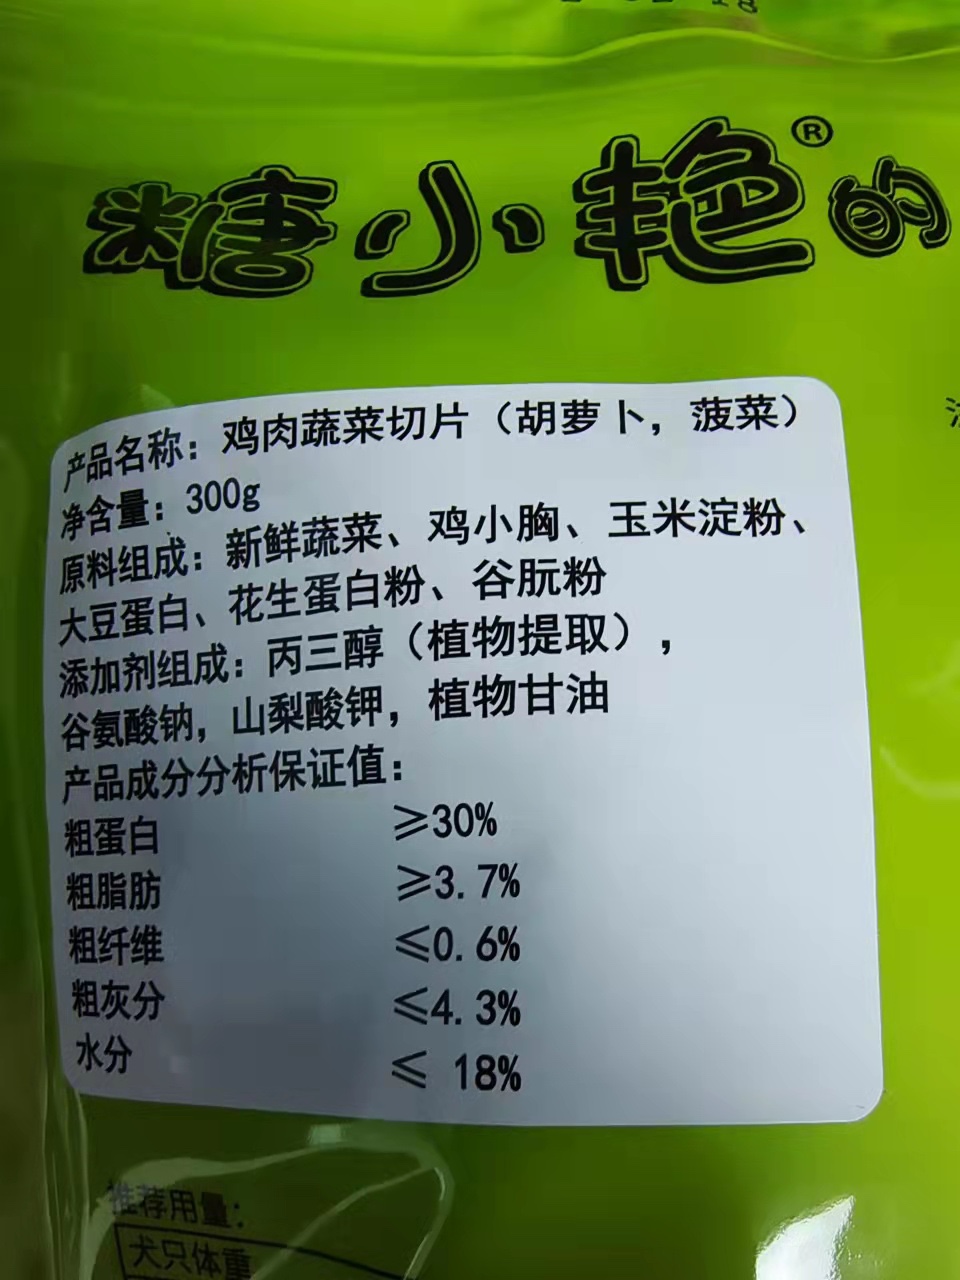 糖小艳®的
产品名称：鸡肉蔬菜切片（胡萝卜，菠菜）
净含量：300g
原料组成：新鲜蔬菜、鸡小胸、玉米淀粉、
大豆蛋白、花生蛋白粉、谷朊粉
添加剂组成：丙三醇（植物提取），
谷氨酸钠，山梨酸钾，植物甘油
产品成分分析保证值：
粗蛋白 ≥30%
粗脂肪 ≥3.7%
粗纤维 ≤0.6%
粗灰分 ≤4.3%
水分 ≤ 18%
推荐用量：
犬只体重